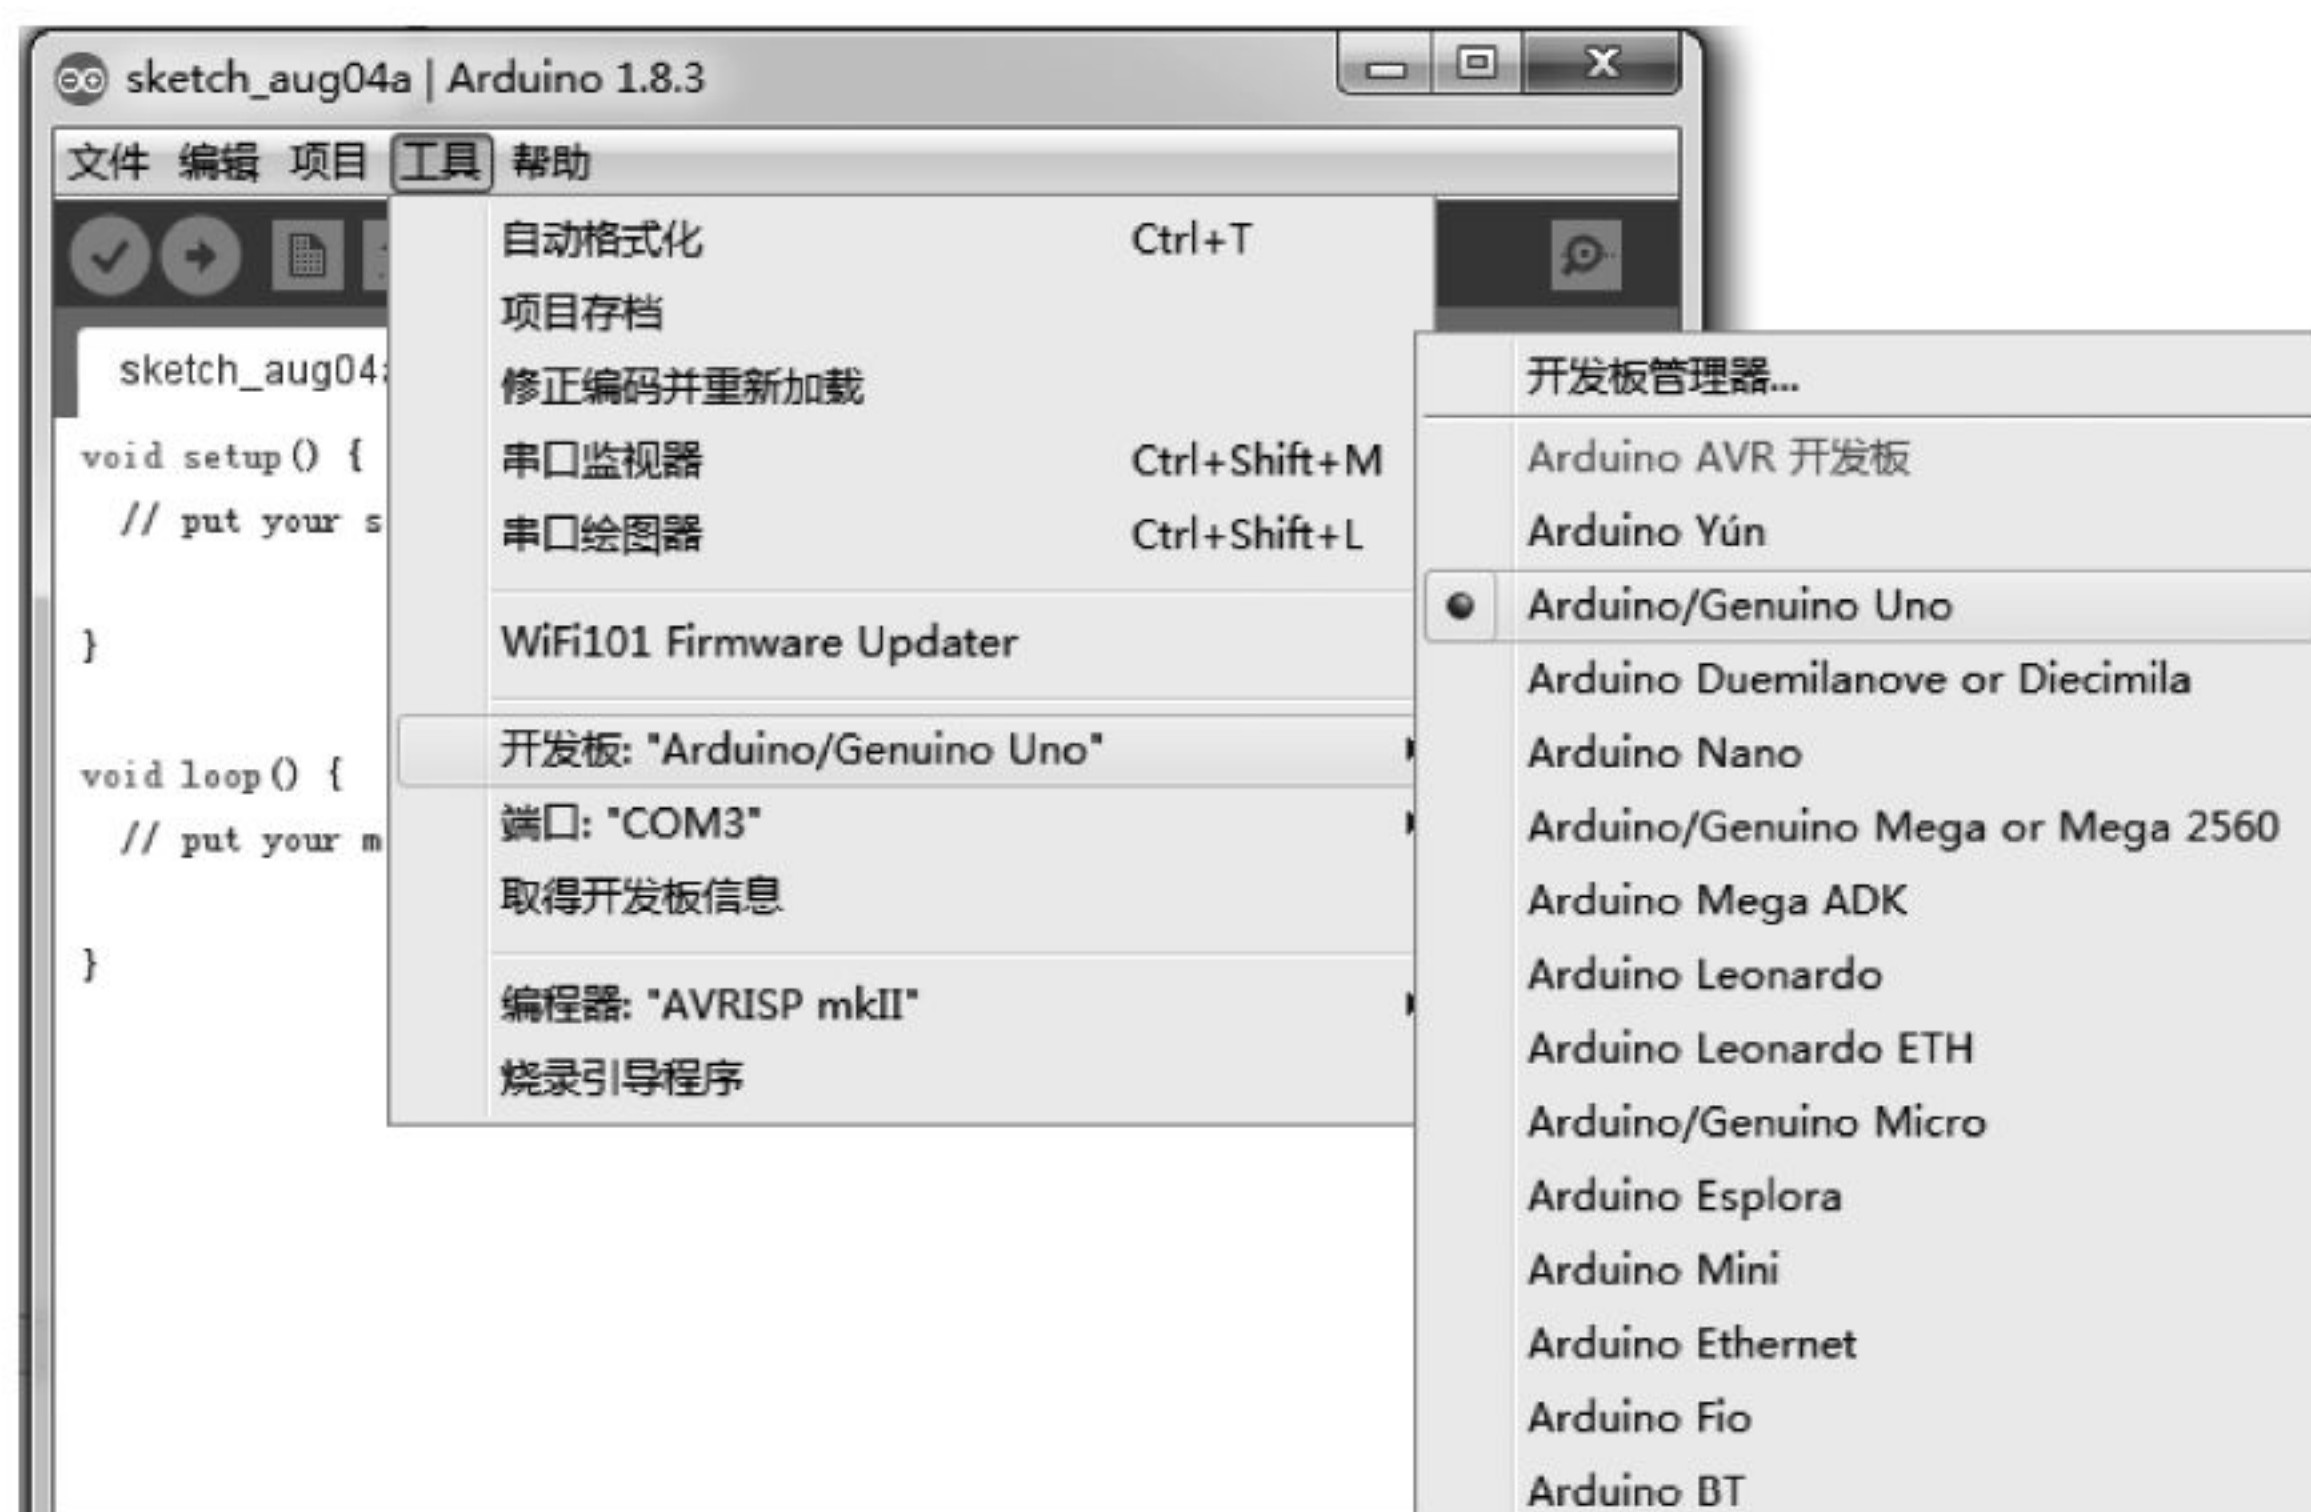 sketch_aug04a | Arduino 1.8.3
文件 编辑 项目 工具 帮助
sketch_aug04a
void setup() {
// put your s
}
void loop() {
// put your m
}
自动格式化 Ctrl+T
项目存档
修正编码并重新加载
串口监视器 Ctrl+Shift+M
串口绘图器 Ctrl+Shift+L
WiFi101 Firmware Updater
开发板: "Arduino/Genuino Uno"
端口: "COM3"
取得开发板信息
编程器: "AVRISP mkII"
烧录引导程序
开发板管理器...
Arduino AVR 开发板
Arduino Yún
Arduino/Genuino Uno
Arduino Duemilanove or Diecimila
Arduino Nano
Arduino/Genuino Mega or Mega 2560
Arduino Mega ADK
Arduino Leonardo
Arduino Leonardo ETH
Arduino/Genuino Micro
Arduino Esplora
Arduino Mini
Arduino Ethernet
Arduino Fio
Arduino BT